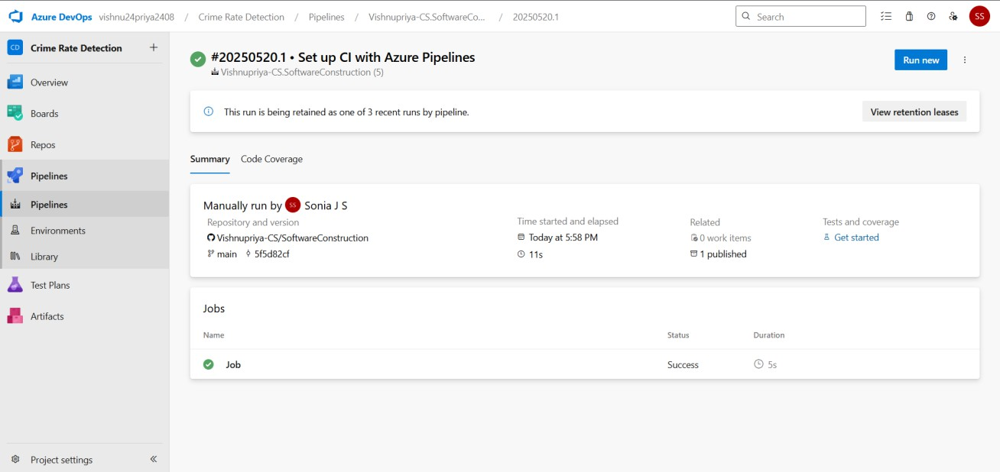 Azure DevOps vishnu24priya2408 / Crime Rate Detection / Pipelines / Vishnupriya-CS.SoftwareCo... / 20250520.1 Search SS
CD Crime Rate Detection +
Overview
Boards
Repos
Pipelines
Pipelines
Environments
Library
Test Plans
Artifacts
Project settings
#20250520.1 • Set up CI with Azure Pipelines
Vishnupriya-CS.SoftwareConstruction (5)
Run new
This run is being retained as one of 3 recent runs by pipeline.
View retention leases
Summary Code Coverage
Manually run by SS Sonia J S
Repository and version
Vishnupriya-CS/SoftwareConstruction
main 5f5d82cf
Time started and elapsed
Today at 5:58 PM
11s
Related
0 work items
1 published
Tests and coverage
Get started
Jobs
Name Status Duration
Job Success 5s